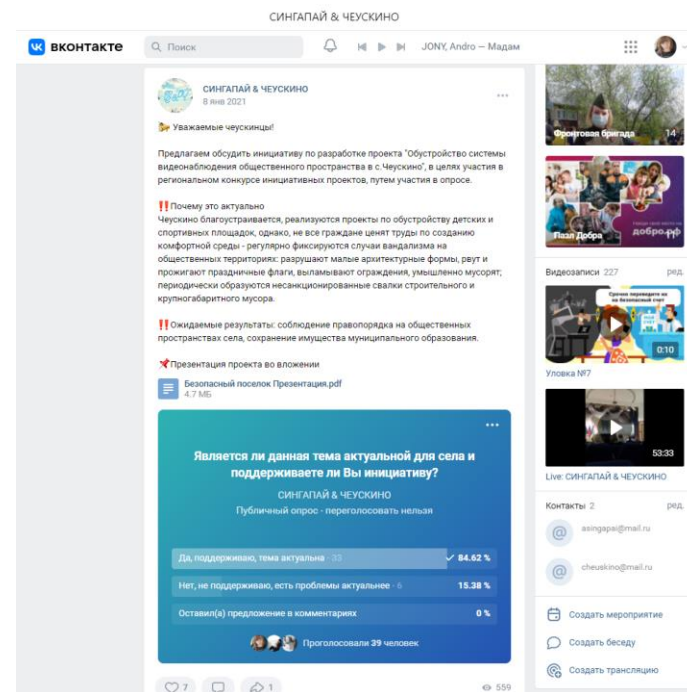 СИНГАПАЙ & ЧЕУСКИНО
вконтакте
Поиск
JONY, Andro — Мадам
СИНГАПАЙ & ЧЕУСКИНО
8 янв 2021
Уважаемые чеускинцы!
Предлагаем обсудить инициативу по разработке проекта "Обустройство системы
видеонаблюдения общественного пространства в с.Чеускино", в целях участия в
региональном конкурсе инициативных проектов, путем участия в опросе.
‼Почему это актуально
Чеускино благоустраивается, реализуются проекты по обустройству детских и
спортивных площадок, однако, не все граждане ценят труды по созданию
комфортной среды - регулярно фиксируются случаи вандализма на
общественных территориях: разрушают малые архитектурные формы, рвут и
прожигают праздничные флаги, выламывают ограждения, умышленно мусорят;
периодически образуются несанкционированные свалки строительного и
крупногабаритного мусора.
‼Ожидаемые результаты: соблюдение правопорядка на общественных
пространствах села, сохранение имущества муниципального образования.
Презентация проекта во вложении
Безопасный поселок Презентация.pdf
4.7 МБ
Является ли данная тема актуальной для села и
поддерживаете ли Вы инициативу?
СИНГАПАЙ & ЧЕУСКИНО
Публичный опрос - переголосовать нельзя
Да, поддерживаю, тема актуальна · 33 84.62 %
Нет, не поддерживаю, есть проблемы актуальнее · 6 15.38 %
Оставил(а) предложение в комментариях 0 %
Проголосовали 39 человек
7 1 559
Фронтовая бригада 14
Пазл Добра
добро.рф
Видеозаписи 227 ред.
Срочно переведите их
на безопасный счет
0:10
Уловка №7
53:33
Live: СИНГАПАЙ & ЧЕУСКИНО
Контакты 2 ред.
asingapai@mail.ru
cheuskino@mail.ru
Создать мероприятие
Создать беседу
Создать трансляцию